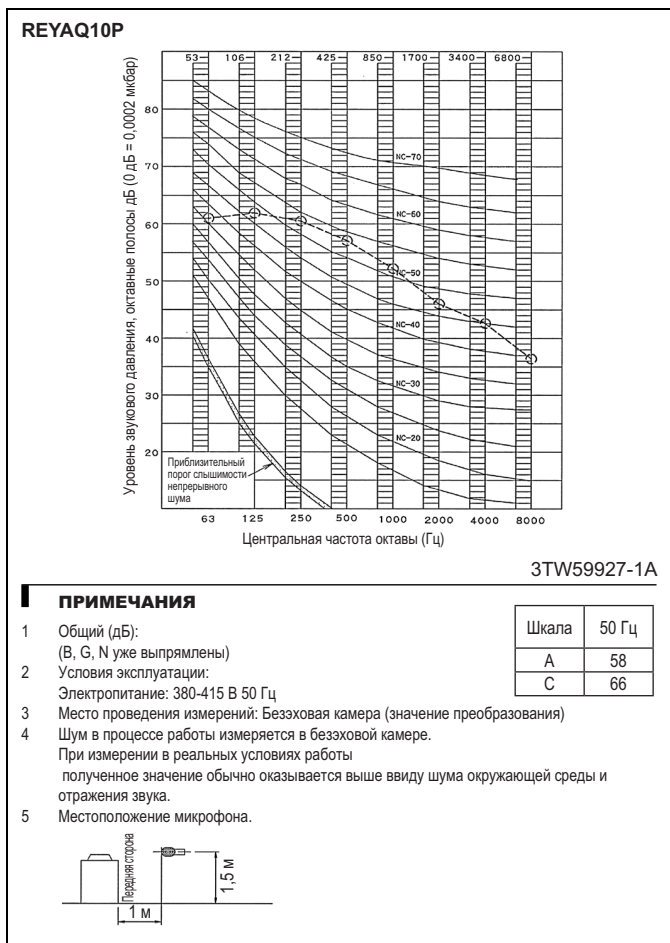 REYAQ10P
53 106 212 425 850 1700 3400 6800
Уровень звукового давления, октавные полосы дБ (0 дБ = 0,0002 мкбар)
80
70
60
50
40
30
20
NC-70
NC-60
NC-50
NC-40
NC-30
NC-20
Приблизительный
порог слышимости
непрерывного
шума
63 125 250 500 1000 2000 4000 8000
Центральная частота октавы (Гц)
3TW59927-1A
ПРИМЕЧАНИЯ
1 Общий (дБ):
(B, G, N уже выпрямлены)
2 Условия эксплуатации:
Электропитание: 380-415 В 50 Гц
3 Место проведения измерений: Безэховая камера (значение преобразования)
4 Шум в процессе работы измеряется в безэховой камере.
При измерении в реальных условиях работы
полученное значение обычно оказывается выше ввиду шума окружающей среды и
отражения звука.
5 Местоположение микрофона.
Шкала 50 Гц
A 58
C 66
Передняя сторона
1,5 м
1 м